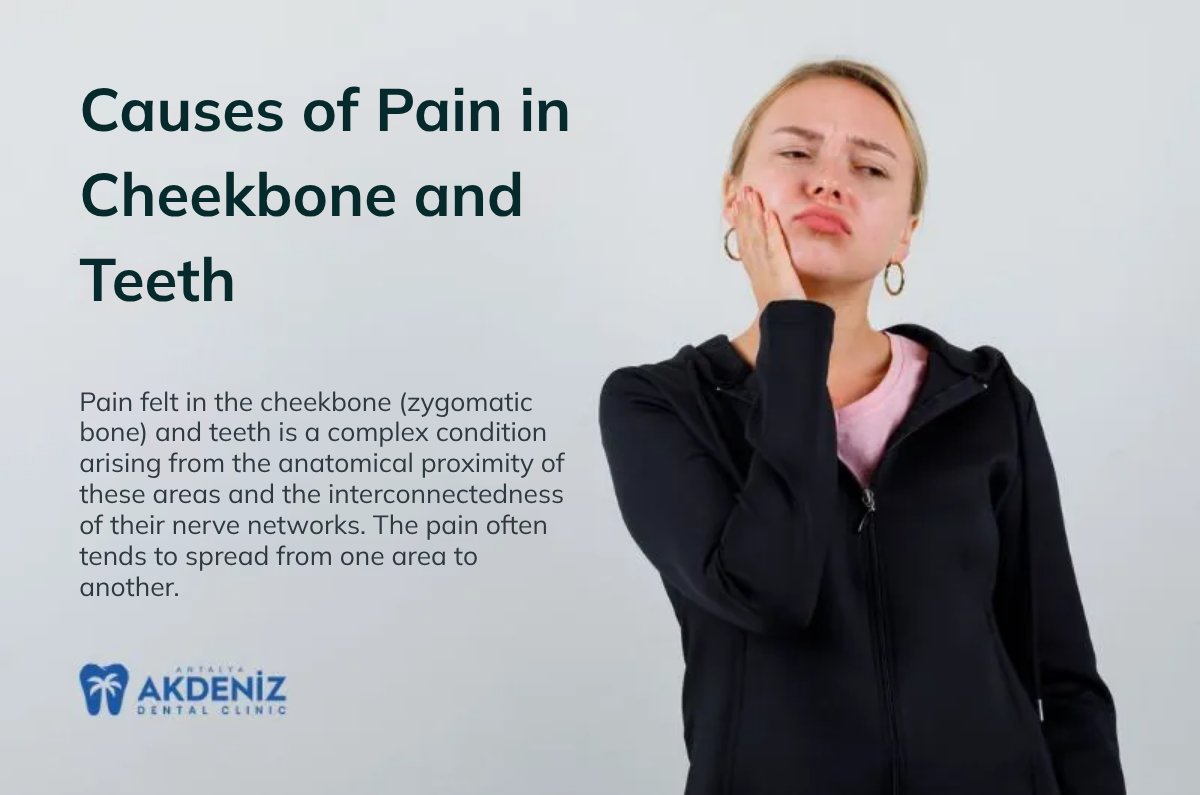 Causes of Pain in
Cheekbone and
Teeth
Pain felt in the cheekbone (zygomatic
bone) and teeth is a complex condition
arising from the anatomical proximity of
these areas and the interconnectedness
of their nerve networks. The pain often
tends to spread from one area to
another.
ANTALYA
AKDENİZ
DENTAL CLINIC